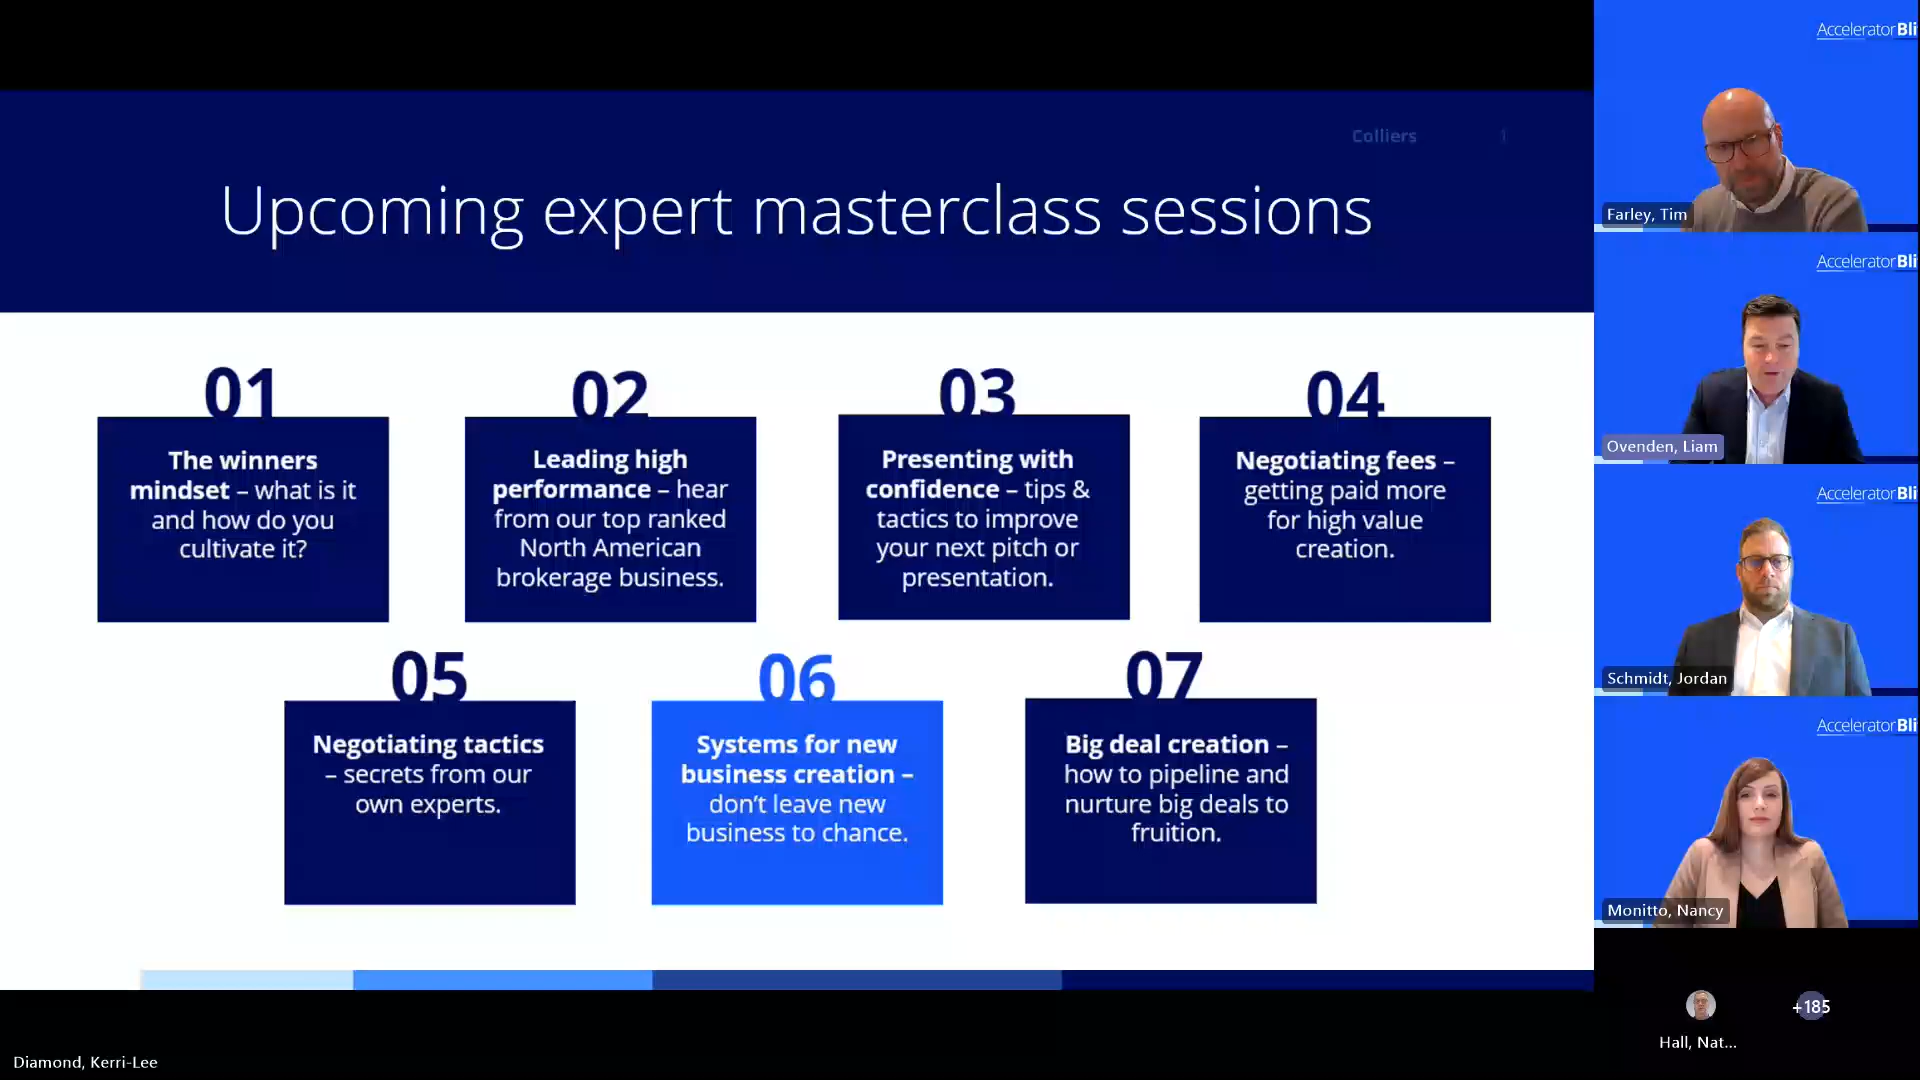 Colliers 1
Upcoming expert masterclass sessions
01
The winners
mindset – what is it
and how do you
cultivate it?
02
Leading high
performance – hear
from our top ranked
North American
brokerage business.
03
Presenting with
confidence – tips &
tactics to improve
your next pitch or
presentation.
04
Negotiating fees –
getting paid more
for high value
creation.
05
Negotiating tactics
– secrets from our
own experts.
06
Systems for new
business creation –
don’t leave new
business to chance.
07
Big deal creation –
how to pipeline and
nurture big deals to
fruition.
Diamond, Kerri-Lee
AcceleratorBli
Farley, Tim
AcceleratorBli
Ovenden, Liam
AcceleratorBli
Schmidt, Jordan
AcceleratorBli
Monitto, Nancy
+185
Hall, Nat...